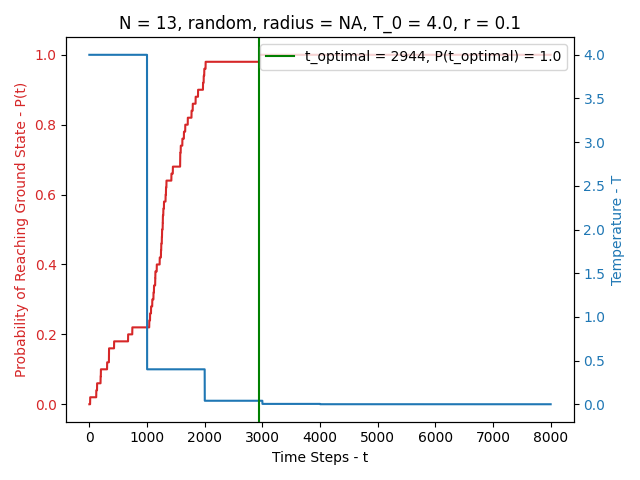 N = 13, random, radius = NA, T_0 = 4.0, r = 0.1
t_optimal = 2944, P(t_optimal) = 1.0
Probability of Reaching Ground State - P(t)
1.0
0.8
0.6
0.4
0.2
0.0
4.0
3.5
3.0
2.5
2.0
1.5
1.0
0.5
0.0
Temperature - T
0 1000 2000 3000 4000 5000 6000 7000 8000
Time Steps - t